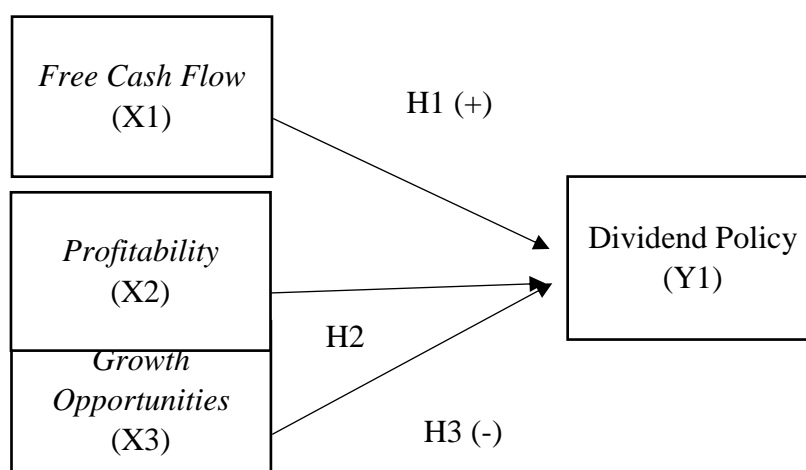 Free Cash Flow
(X1)
H1 (+)
Profitability
(X2)
Dividend Policy
(Y1)
H2
Growth
Opportunities
(X3)
H3 (-)